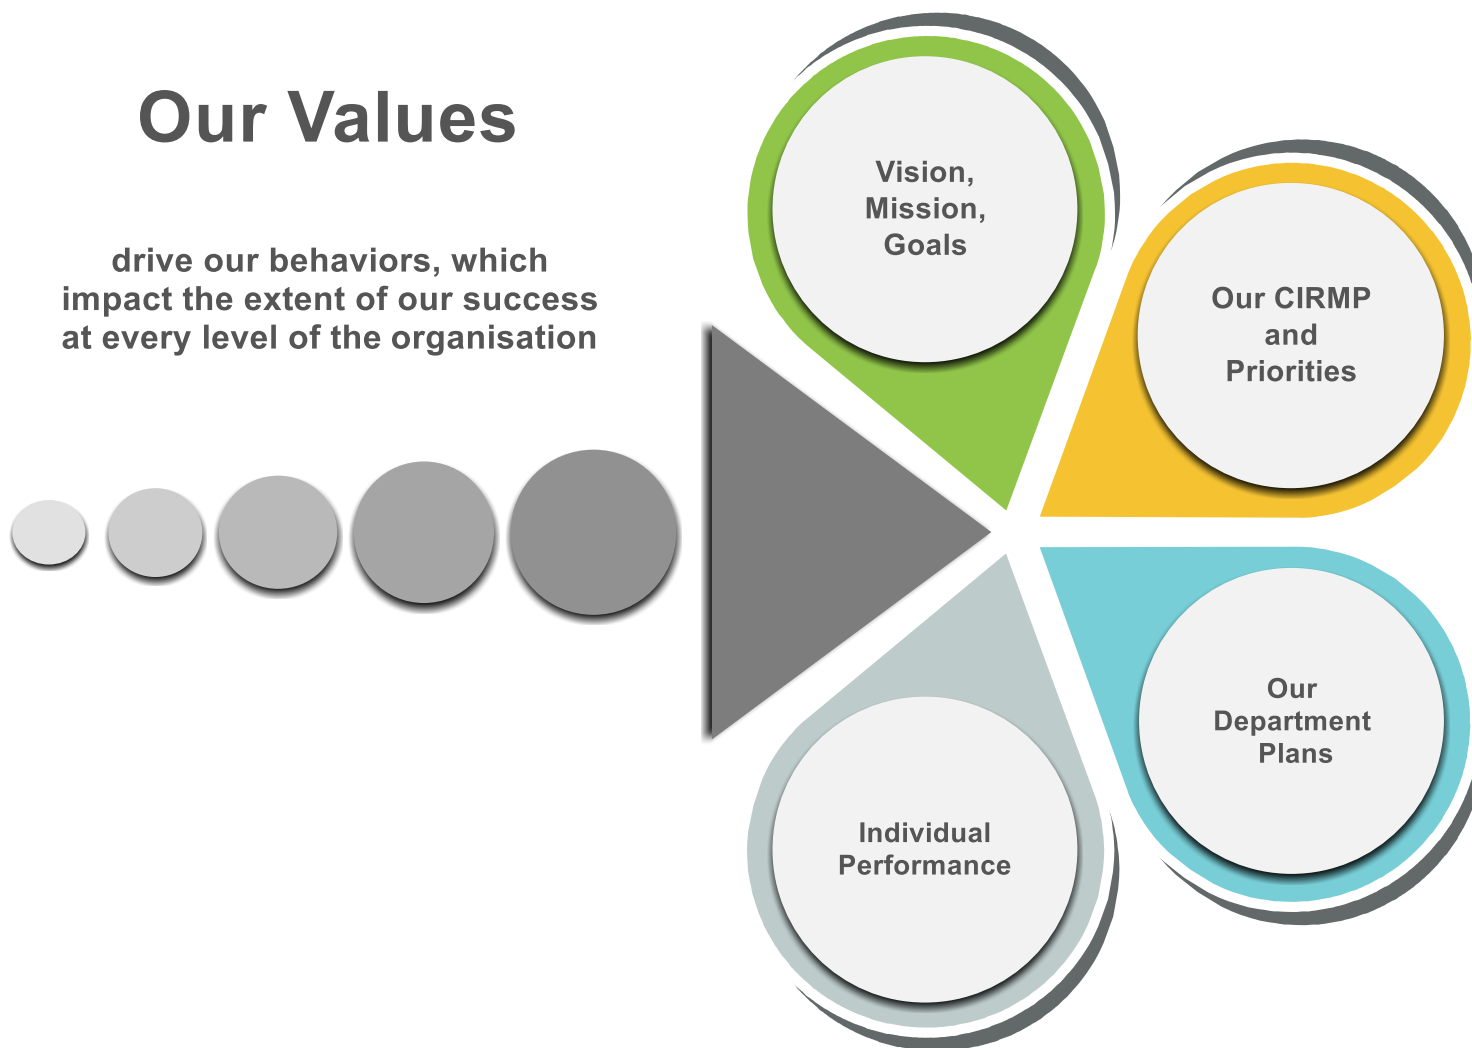 Our Values
drive our behaviors, which
impact the extent of our success
at every level of the organisation
Vision,
Mission,
Goals
Our CIRMP
and
Priorities
Our
Department
Plans
Individual
Performance